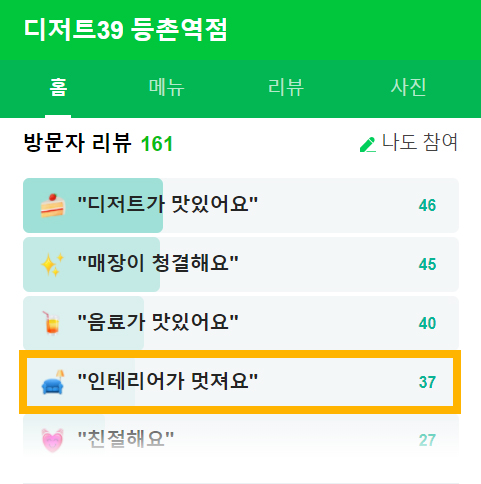 디저트39 등촌역점
홈 메뉴 리뷰 사진
방문자 리뷰 161 나도 참여
"디저트가 맛있어요" 46
"매장이 청결해요" 45
"음료가 맛있어요" 40
"인테리어가 멋져요" 37
"친절해요" 27